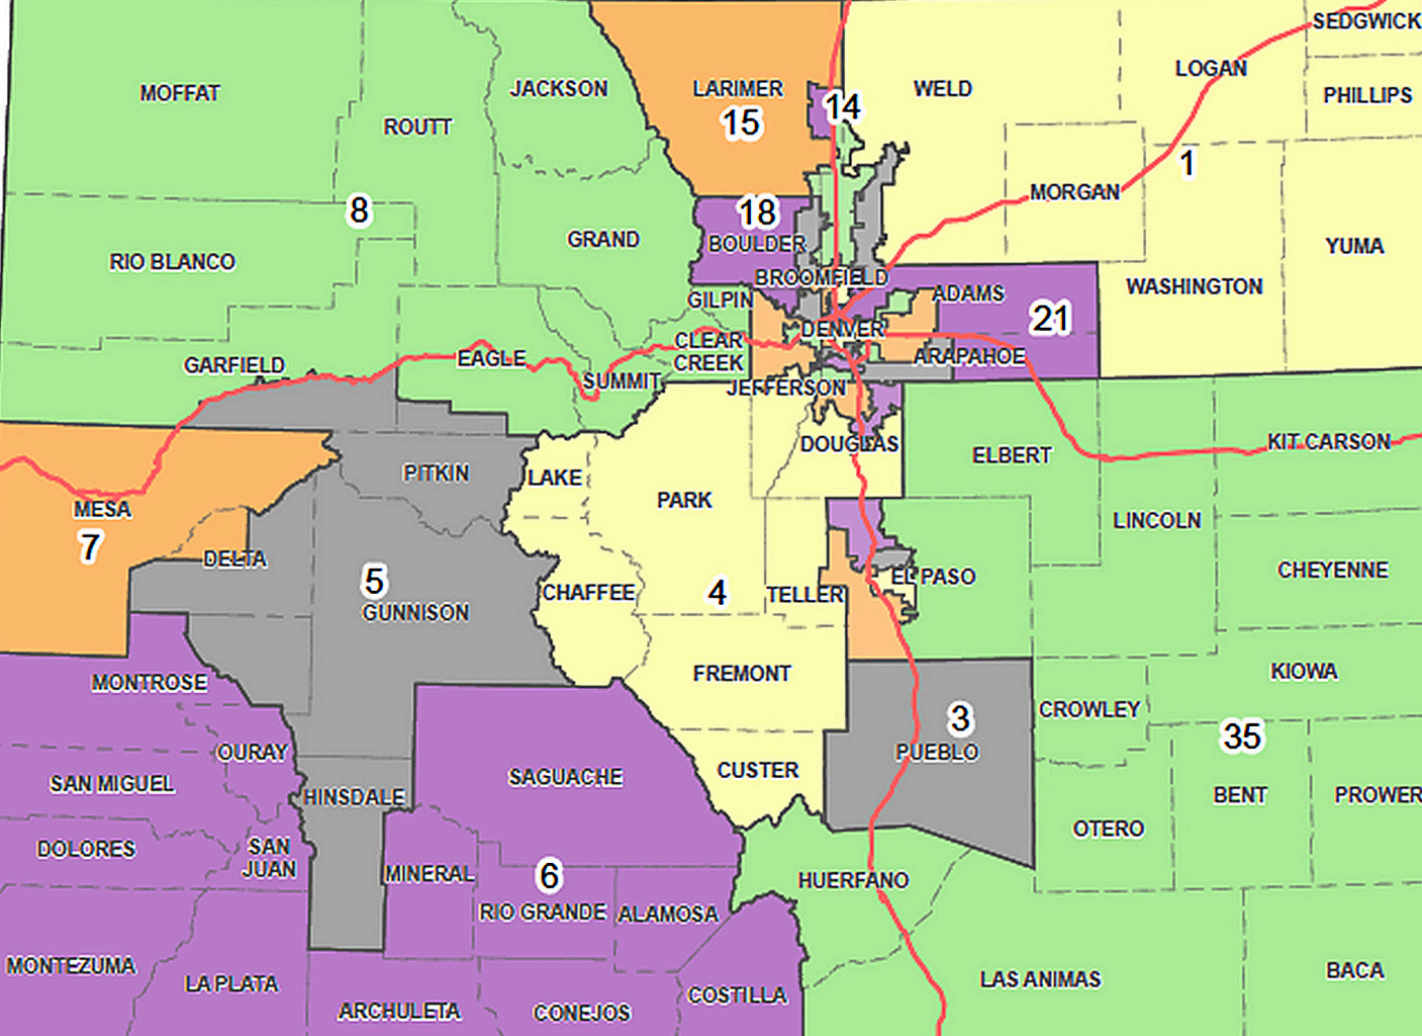 SEDGWICK
LOGAN
MOFFAT
JACKSON
LARIMER
WELD
PHILLIPS
15
14
ROUTT
1
MORGAN
8
18
GRAND
BOULDER
YUMA
RIO BLANCO
BROOMFIELD
WASHINGTON
GILPIN
ADAMS
21
DENVER
CLEAR
CREEK
EAGLE
ARAPAHOE
GARFIELD
SUMMIT
JEFFERSON
DOUGLAS
KIT CARSON
ELBERT
PITKIN
LAKE
PARK
MESA
7
LINCOLN
DELTA
CHEYENNE
EL PASO
5
GUNNISON
CHAFFEE
4
TELLER
FREMONT
KIOWA
MONTROSE
CROWLEY
3
PUEBLO
35
OURAY
CUSTER
SAGUACHE
SAN MIGUEL
HINSDALE
BENT
PROWER
OTERO
DOLORES
SAN
JUAN
MINERAL
6
HUERFANO
RIO GRANDE
ALAMOSA
MONTEZUMA
LA PLATA
LAS ANIMAS
BACA
COSTILLA
ARCHULETA
CONEJOS